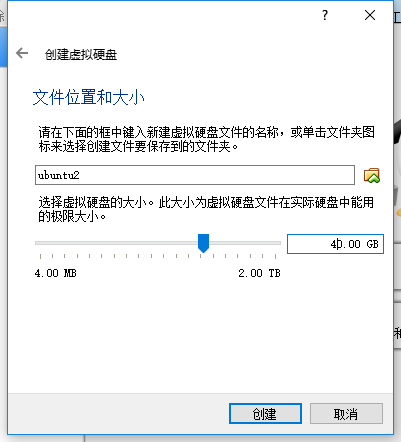 ?
创建虚拟硬盘
文件位置和大小
请在下面的框中键入新建虚拟硬盘文件的名称，或单击文件夹图
标来选择创建文件要保存到的文件夹。
ubuntu2
选择虚拟硬盘的大小。此大小为虚拟硬盘文件在实际硬盘中能用
的极限大小。
40.00 GB
4.00 MB 2.00 TB
创建 取消